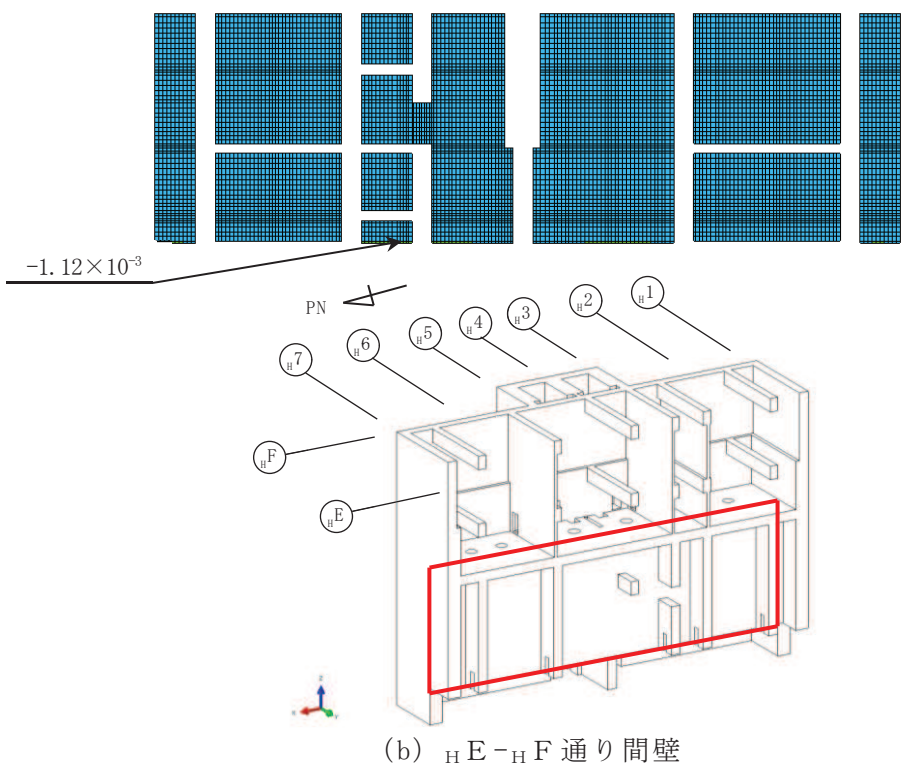 -1.12×10⁻³
PN
H7
H6
H5
H4
H3
H2
H1
HF
HE
Z
X
Y
(b) HE-HF通り間壁